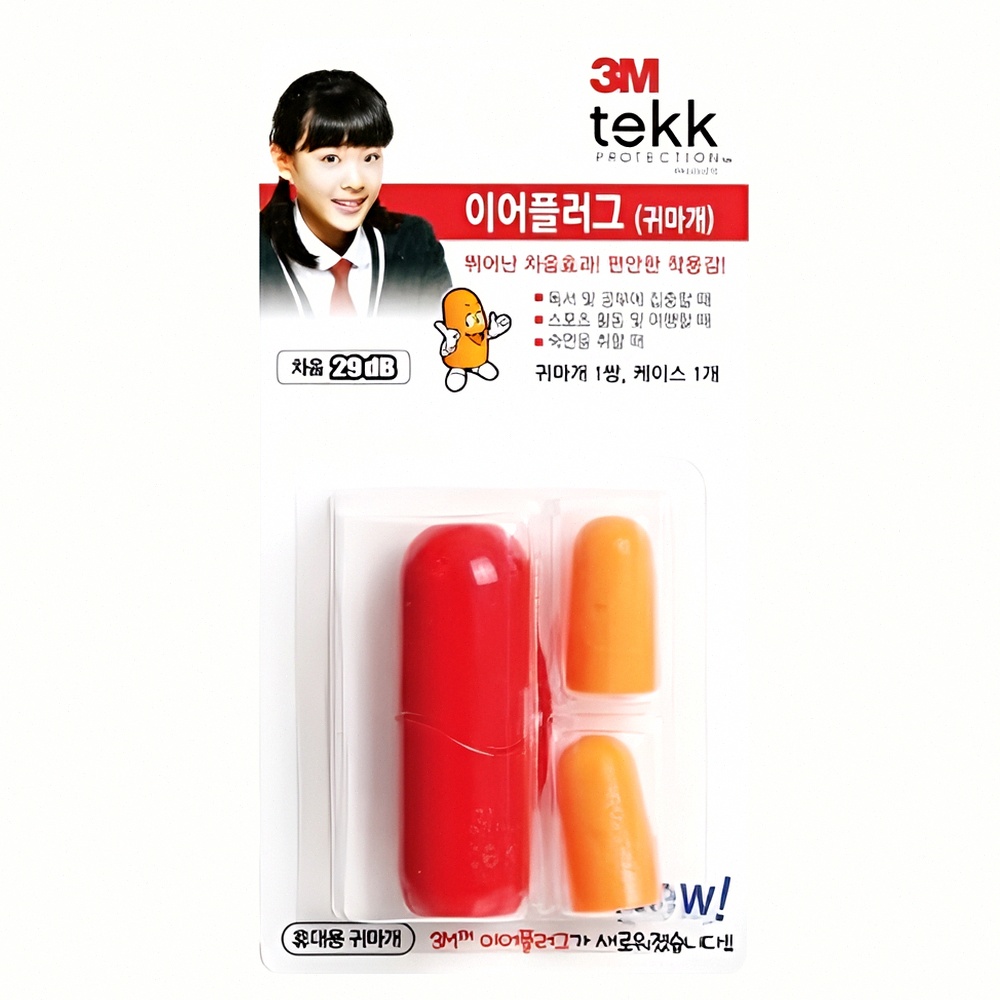 3M
tekk
PROTECTION
이어플러그 (귀마개)
뛰어난 차음효과! 편안한 착용감!
독서 및 공부에 집중할 때
스포츠 활동 및 여행할 때
숙면을 취할 때
차음 29dB
귀마개 1쌍, 케이스 1개
W!
휴대용 귀마개
3M™ 이어플러그가 새로워졌습니다!!